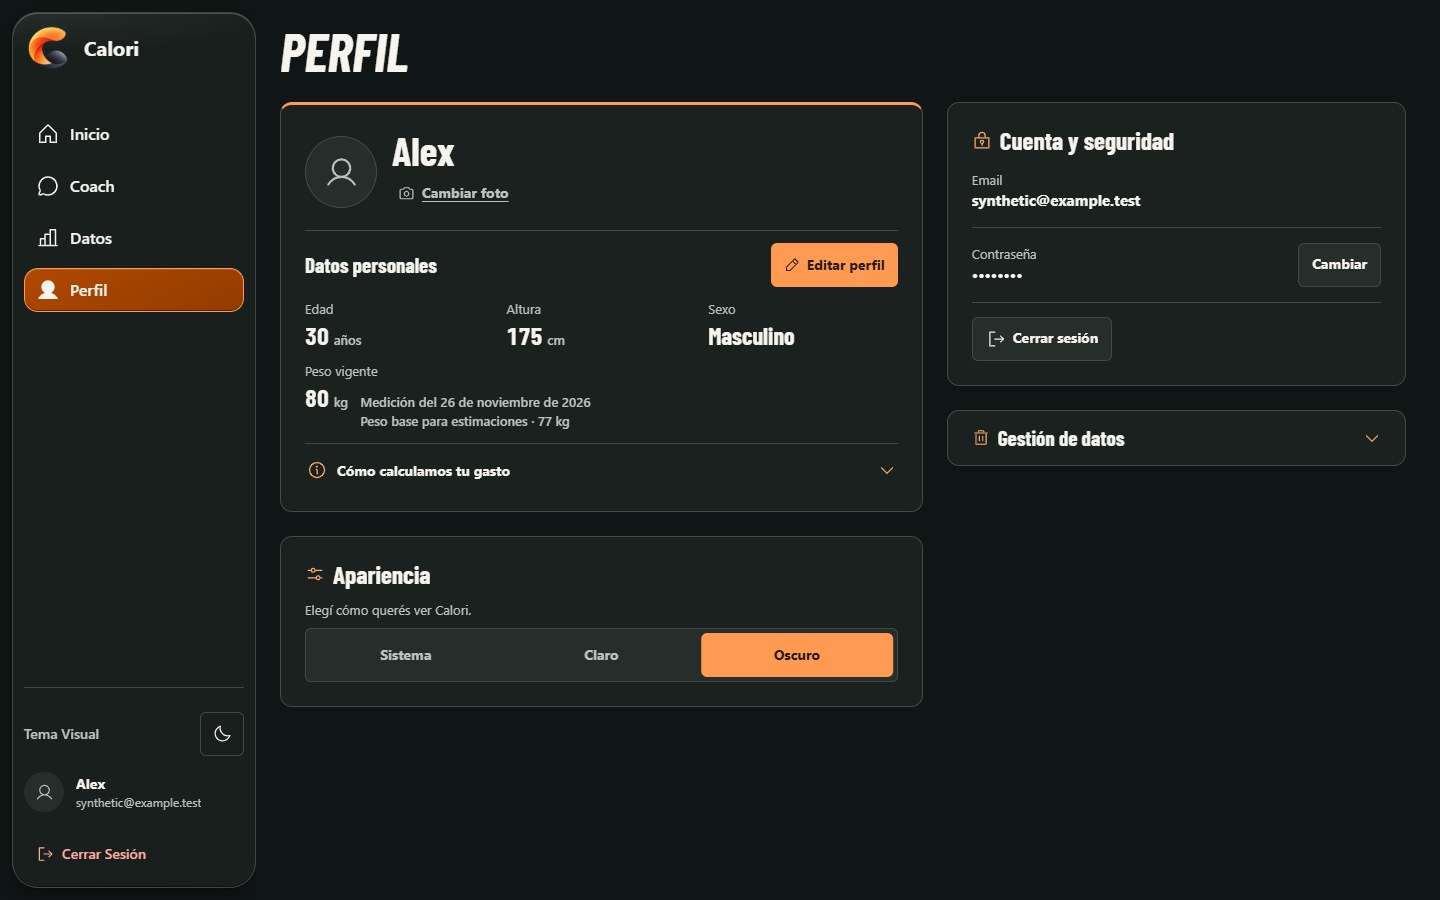 Calori
Inicio
Coach
Datos
Perfil
Tema Visual
Alex
synthetic@example.test
Cerrar Sesión
PERFIL
Alex
Cambiar foto
Datos personales
Editar perfil
Edad
30 años
Altura
175 cm
Sexo
Masculino
Peso vigente
80 kg
Medición del 26 de noviembre de 2026
Peso base para estimaciones · 77 kg
Cómo calculamos tu gasto
Apariencia
Elegí cómo querés ver Calori.
Sistema
Claro
Oscuro
Cuenta y seguridad
Email
synthetic@example.test
Contraseña
••••••••
Cambiar
Cerrar sesión
Gestión de datos